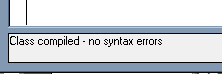 Class compiled - no syntax errors